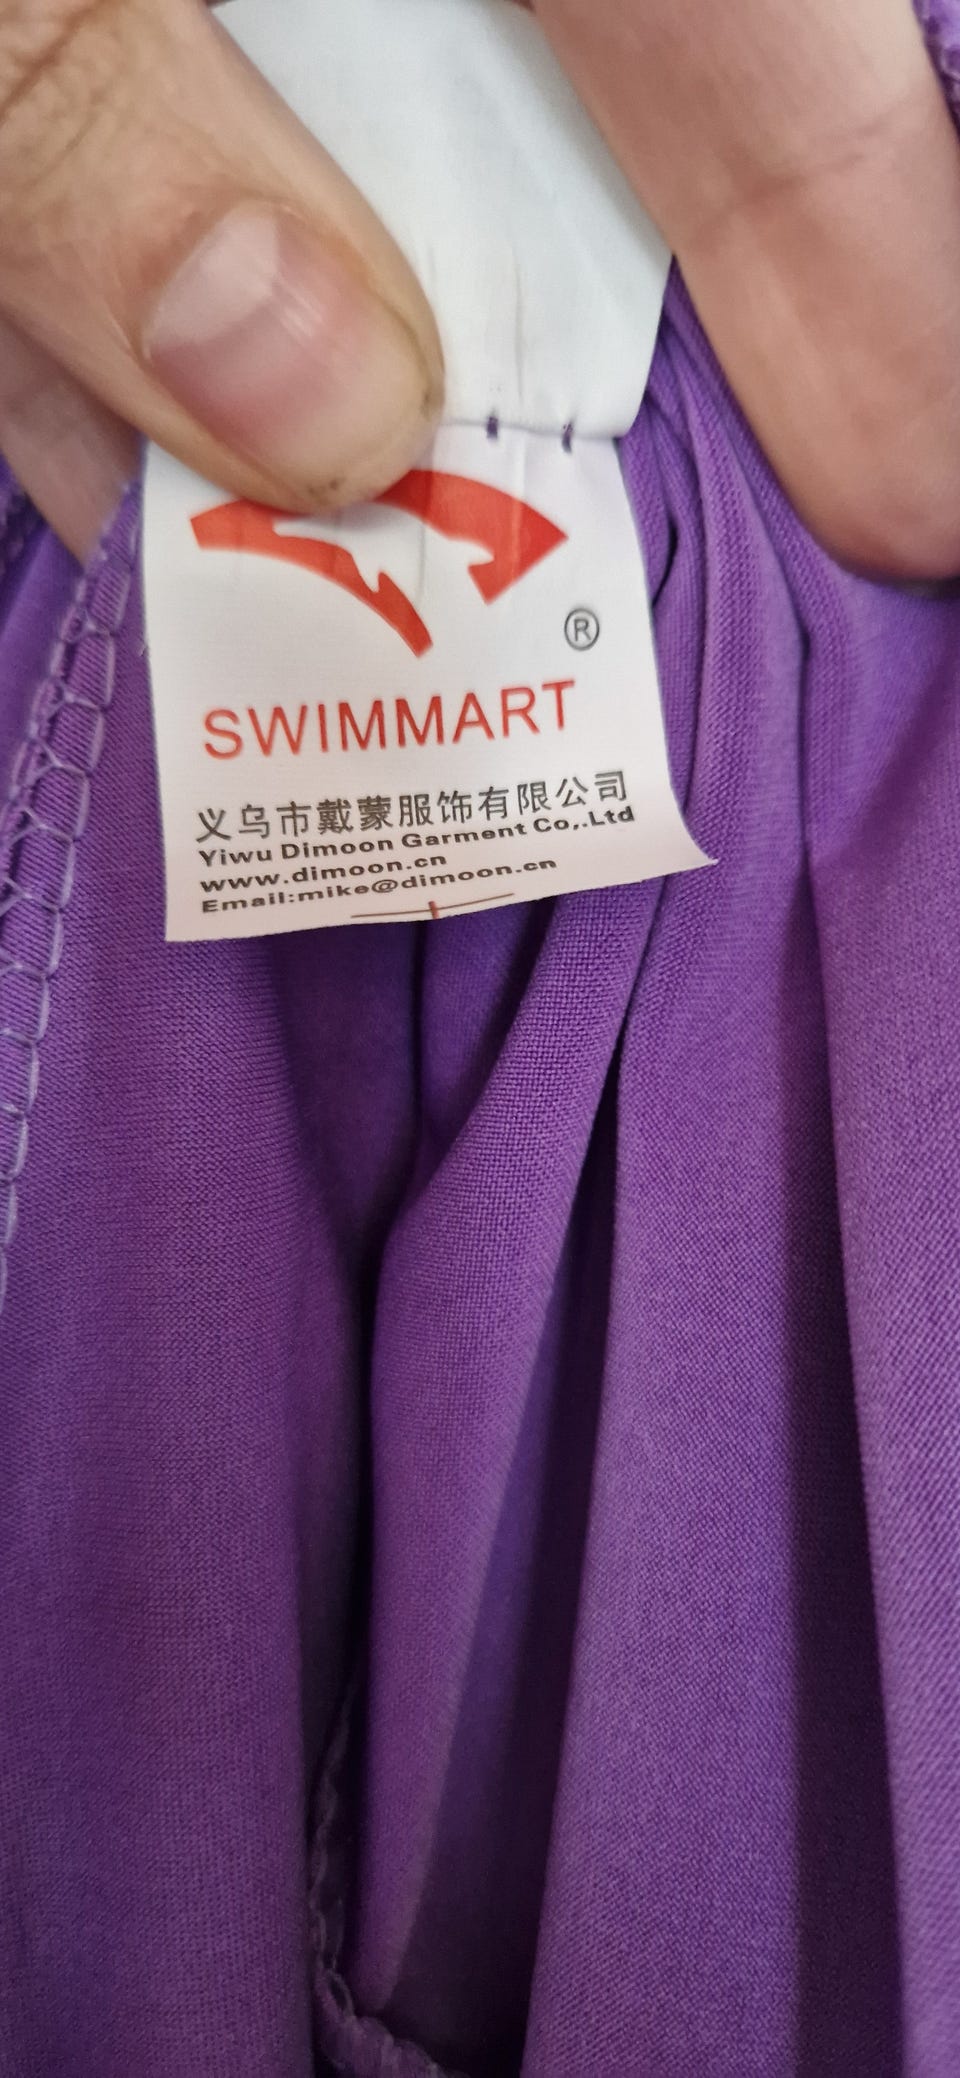 ®
SWIMMART
义乌市戴蒙服饰有限公司
Yiwu Dimoon Garment Co,.Ltd
www.dimoon.cn
Email:mike@dimoon.cn